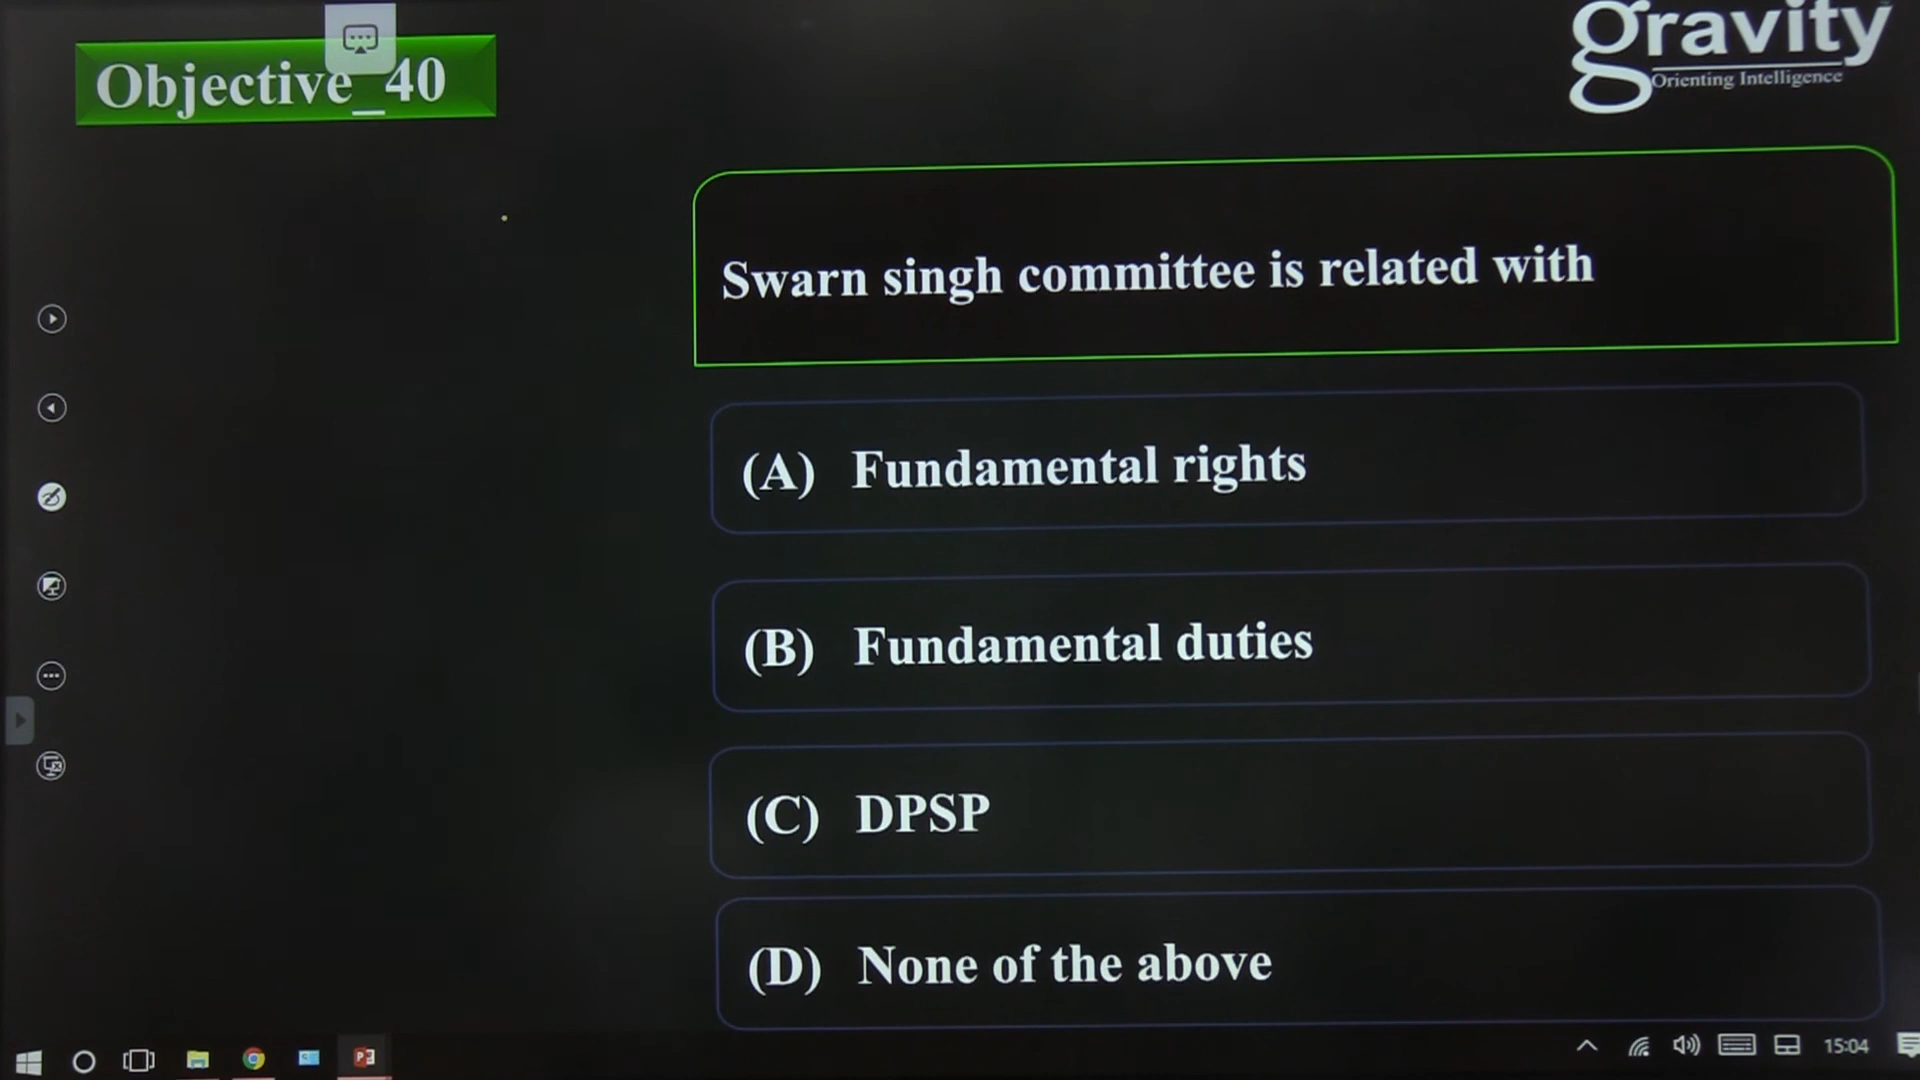 Objective_40
gravity
Orienting Intelligence
Swarn singh committee is related with
(A) Fundamental rights
(B) Fundamental duties
(C) DPSP
(D) None of the above
15:04